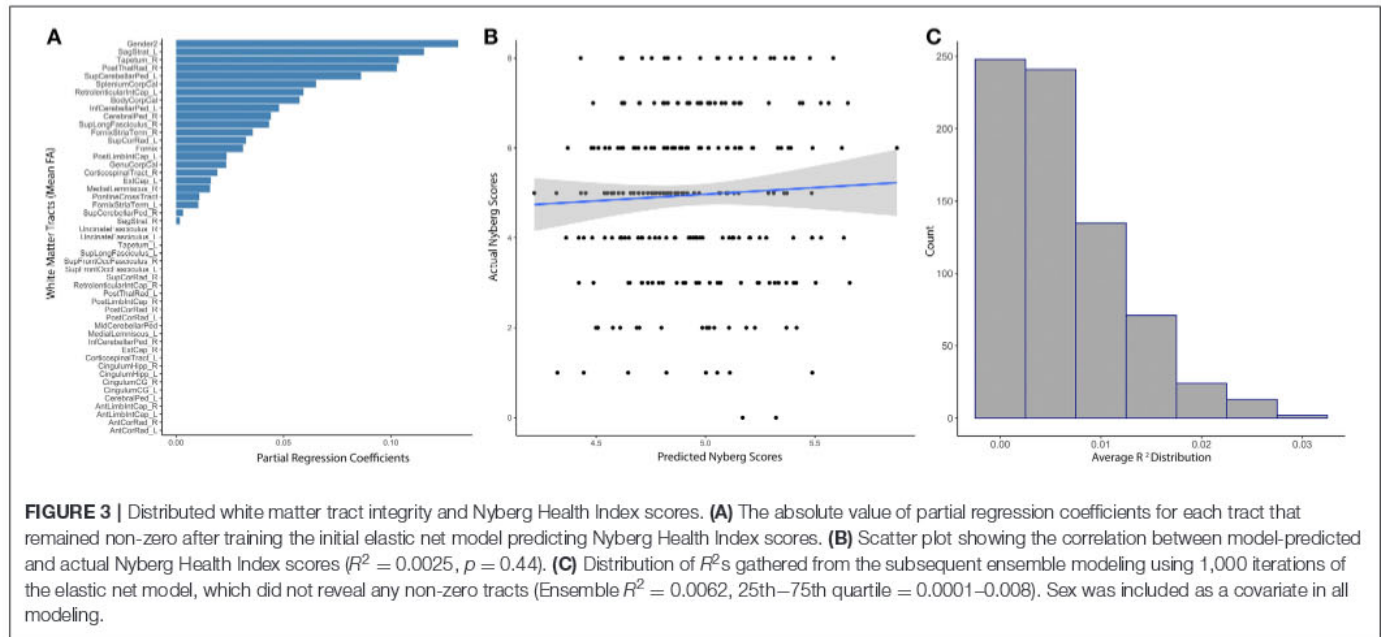 A
Gender2
SagStrat_L
Tapetum_R
PostThalRad_R
SupCerebellarPed_L
SpleniumCorpCal
RetrolenticularIntCap_L
BodyCorpCal
InfCerebellarPed_L
CerebralPed_R
SupLongFasciculus_R
FornixStriaTerm_R
SupCorRad_L
Fornix
PostLimbIntCap_L
GenuCorpCal
CorticospinalTract_R
ExtCap_L
MedialLemniscus_R
PontineCrossTract
FornixStriaTerm_L
SupCerebellarPed_R
SagStrat_R
UncinateFasciculus_R
UncinateFasciculus_L
Tapetum_L
SupLongFasciculus_L
SupFrontOccFasciculus_R
SupFrontOccFasciculus_L
SupCorRad_R
RetrolenticularIntCap_R
PostThalRad_L
PostLimbIntCap_R
PostCorRad_R
PostCorRad_L
MidCerebellarPed
MedialLemniscus_L
InfCerebellarPed_R
ExtCap_R
CorticospinalTract_L
CingulumHipp_R
CingulumHipp_L
CingulumCG_R
CingulumCG_L
CerebralPed_L
AntLimbIntCap_R
AntLimbIntCap_L
AntCorRad_R
AntCorRad_L
White Matter Tracts (Mean FA)
0.00 0.05 0.10
Partial Regression Coefficients
B
8
6
4
2
0
Actual Nyberg Scores
4.5 5.0 5.5
Predicted Nyberg Scores
C
250
200
150
100
50
0
Count
0.00 0.01 0.02 0.03
Average R² Distribution
FIGURE 3 | Distributed white matter tract integrity and Nyberg Health Index scores. (A) The absolute value of partial regression coefficients for each tract that
remained non-zero after training the initial elastic net model predicting Nyberg Health Index scores. (B) Scatter plot showing the correlation between model-predicted
and actual Nyberg Health Index scores (R² = 0.0025, p = 0.44). (C) Distribution of R²s gathered from the subsequent ensemble modeling using 1,000 iterations of
the elastic net model, which did not reveal any non-zero tracts (Ensemble R² = 0.0062, 25th–75th quartile = 0.0001–0.008). Sex was included as a covariate in all
modeling.